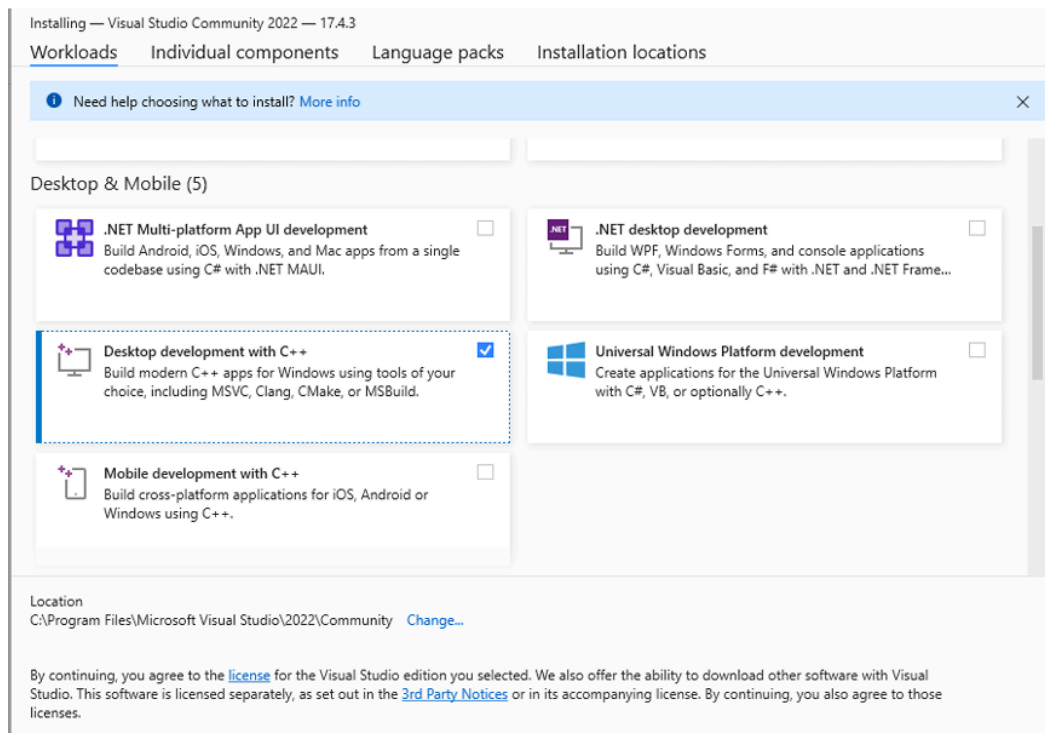 Installing — Visual Studio Community 2022 — 17.4.3
Workloads Individual components Language packs Installation locations
Need help choosing what to install? More info
Desktop & Mobile (5)
.NET Multi-platform App UI development
Build Android, iOS, Windows, and Mac apps from a single
codebase using C# with .NET MAUI.
.NET
.NET desktop development
Build WPF, Windows Forms, and console applications
using C#, Visual Basic, and F# with .NET and .NET Frame...
Desktop development with C++
Build modern C++ apps for Windows using tools of your
choice, including MSVC, Clang, CMake, or MSBuild.
Universal Windows Platform development
Create applications for the Universal Windows Platform
with C#, VB, or optionally C++.
Mobile development with C++
Build cross-platform applications for iOS, Android or
Windows using C++.
Location
C:\Program Files\Microsoft Visual Studio\2022\Community Change...
By continuing, you agree to the license for the Visual Studio edition you selected. We also offer the ability to download other software with Visual
Studio. This software is licensed separately, as set out in the 3rd Party Notices or in its accompanying license. By continuing, you also agree to those
licenses.